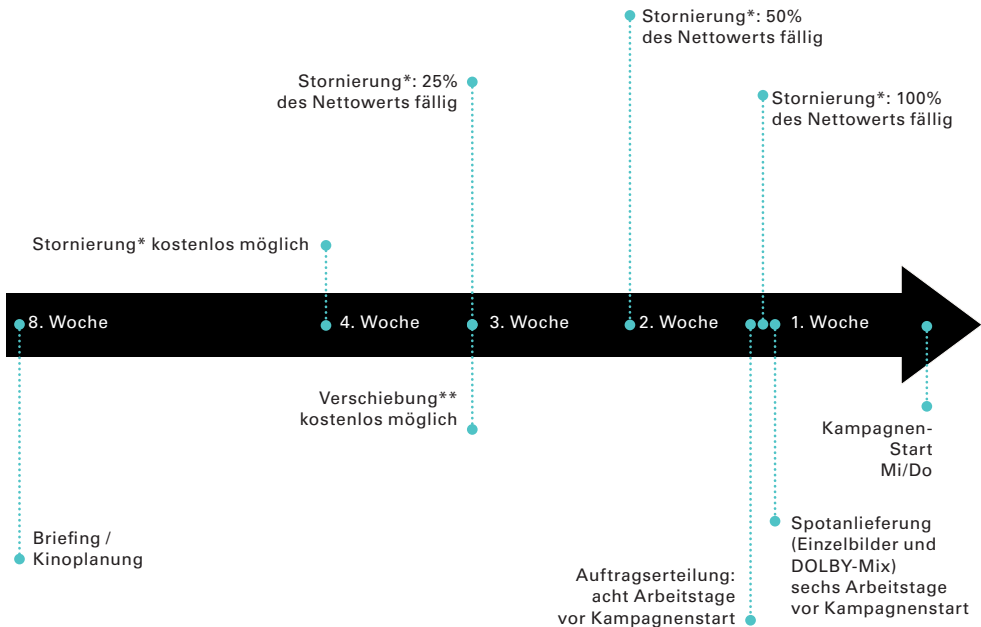 Stornierung*: 50%
des Nettowerts fällig
Stornierung*: 25%
des Nettowerts fällig
Stornierung*: 100%
des Nettowerts fällig
Stornierung* kostenlos möglich
8. Woche
4. Woche
3. Woche
2. Woche
1. Woche
Verschiebung**
kostenlos möglich
Kampagnen-
Start
Mi/Do
Briefing /
Kinoplanung
Spotanlieferung
(Einzelbilder und
DOLBY-Mix)
sechs Arbeitstage
vor Kampagnenstart
Auftragserteilung:
acht Arbeitstage
vor Kampagnenstart